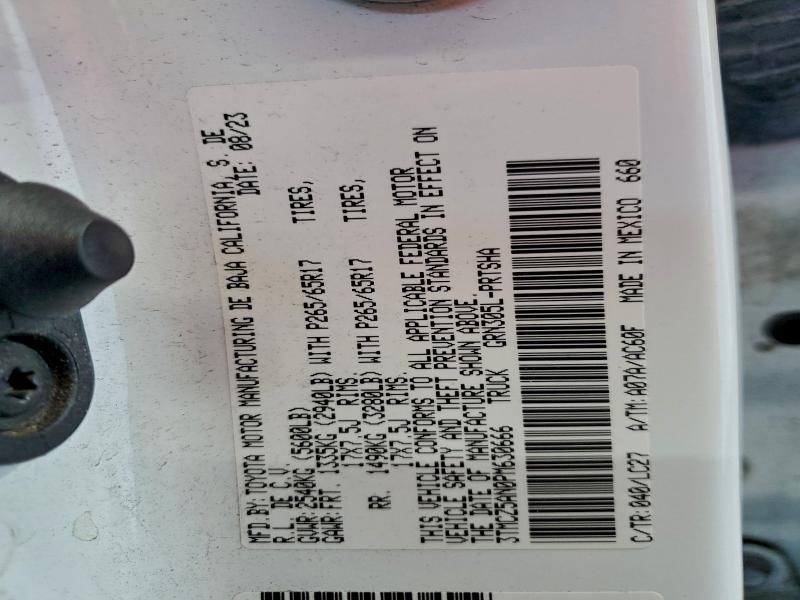 MFD.BY:TOYOTA MOTOR MANUFACTURING DE BAJA CALIFORNIA, S. DE
R.L. DE C.V. DATE: 08/23
GVWR:2540KG (5600LB)
GAWR:FRT. 1335KG (2940LB) WITH P265/65R17 TIRES,
17X7.5J RIMS.
RR. 1490KG (3280LB) WITH P265/65R17 TIRES,
17X7.5J RIMS.
THIS VEHICLE CONFORMS TO ALL APPLICABLE FEDERAL MOTOR
VEHICLE SAFETY AND THEFT PREVENTION STANDARDS IN EFFECT ON
THE DATE OF MANUFACTURE SHOWN ABOVE.
3TMCZ5AN0PM630666 TRUCK GRN305L-PRTSHA
C/TR:040/LC27 A/TM:A07A/AC60F MADE IN MEXICO 660